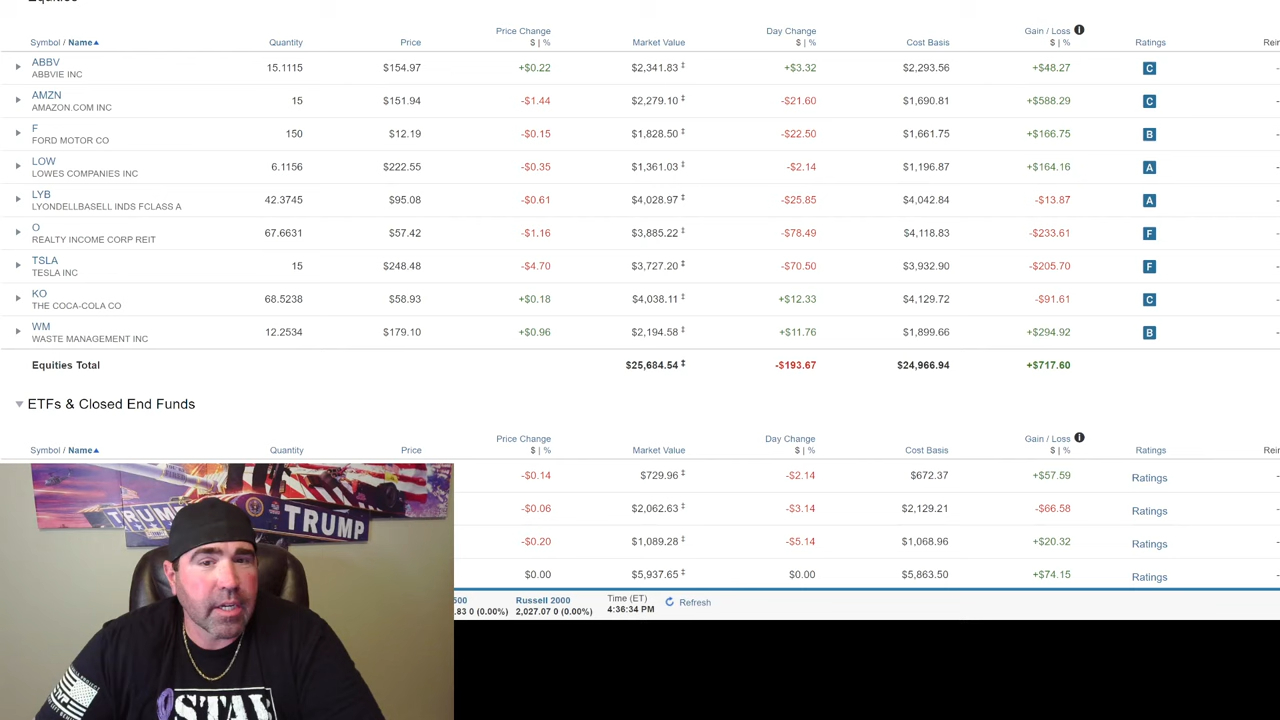 Equities
Price Change Day Change Gain / Loss i
Symbol / Name▲ Quantity Price $ | % Market Value $ | % Cost Basis $ | % Ratings Rein
ABBV 15.1115 $154.97 +$0.22 $2,341.83 ‡ +$3.32 $2,293.56 +$48.27 C -
ABBVIE INC
AMZN 15 $151.94 -$1.44 $2,279.10 ‡ -$21.60 $1,690.81 +$588.29 C -
AMAZON.COM INC
F 150 $12.19 -$0.15 $1,828.50 ‡ -$22.50 $1,661.75 +$166.75 B -
FORD MOTOR CO
LOW 6.1156 $222.55 -$0.35 $1,361.03 ‡ -$2.14 $1,196.87 +$164.16 A -
LOWES COMPANIES INC
LYB 42.3745 $95.08 -$0.61 $4,028.97 ‡ -$25.85 $4,042.84 -$13.87 A -
LYONDELLBASELL INDS FCLASS A
O 67.6631 $57.42 -$1.16 $3,885.22 ‡ -$78.49 $4,118.83 -$233.61 F -
REALTY INCOME CORP REIT
TSLA 15 $248.48 -$4.70 $3,727.20 ‡ -$70.50 $3,932.90 -$205.70 F -
TESLA INC
KO 68.5238 $58.93 +$0.18 $4,038.11 ‡ +$12.33 $4,129.72 -$91.61 C -
THE COCA-COLA CO
WM 12.2534 $179.10 +$0.96 $2,194.58 ‡ +$11.76 $1,899.66 +$294.92 B -
WASTE MANAGEMENT INC
Equities Total $25,684.54 ‡ -$193.67 $24,966.94 +$717.60
ETFs & Closed End Funds
Price Change Day Change Gain / Loss i
Symbol / Name▲ Quantity Price $ | % Market Value $ | % Cost Basis $ | % Ratings Rein
-$0.14 $729.96 ‡ -$2.14 $672.37 +$57.59 Ratings -
-$0.06 $2,062.63 ‡ -$3.14 $2,129.21 -$66.58 Ratings -
-$0.20 $1,089.28 ‡ -$5.14 $1,068.96 +$20.32 Ratings -
$0.00 $5,937.65 ‡ $0.00 $5,863.50 +$74.15 Ratings -
500 Russell 2000 Time (ET)
.83 0 (0.00%) 2,027.07 0 (0.00%) 4:36:34 PM Refresh
TRUMP TRUMP
STAY